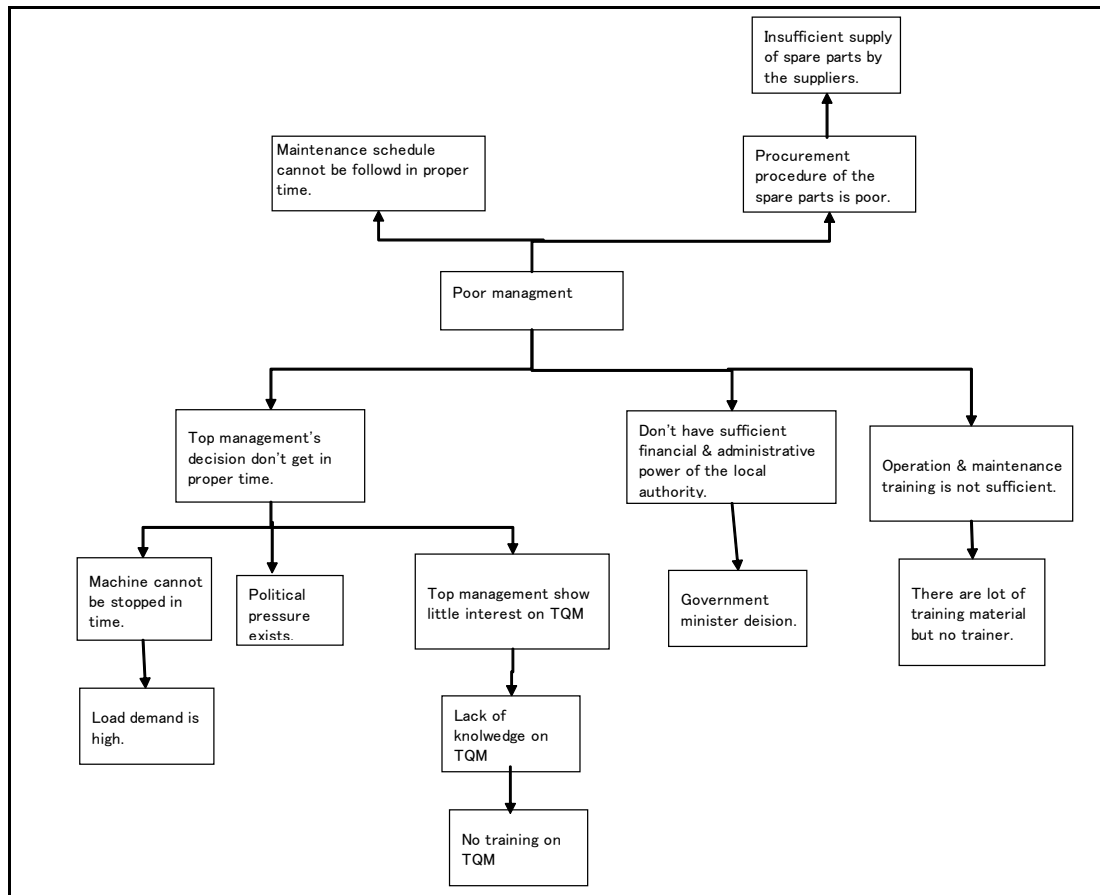 Insufficient supply
of spare parts by
the suppliers.
Maintenance schedule
cannot be followd in proper
time.
Procurement
procedure of the
spare parts is poor.
Poor managment
Top management's
decision don't get in
proper time.
Don't have sufficient
financial & administrative
power of the local
authority.
Operation & maintenance
training is not sufficient.
Machine cannot
be stopped in
time.
Political
pressure
exists.
Top management show
little interest on TQM
Government
minister deision.
There are lot of
training material
but no trainer.
Load demand is
high.
Lack of
knolwedge on
TQM
No training on
TQM